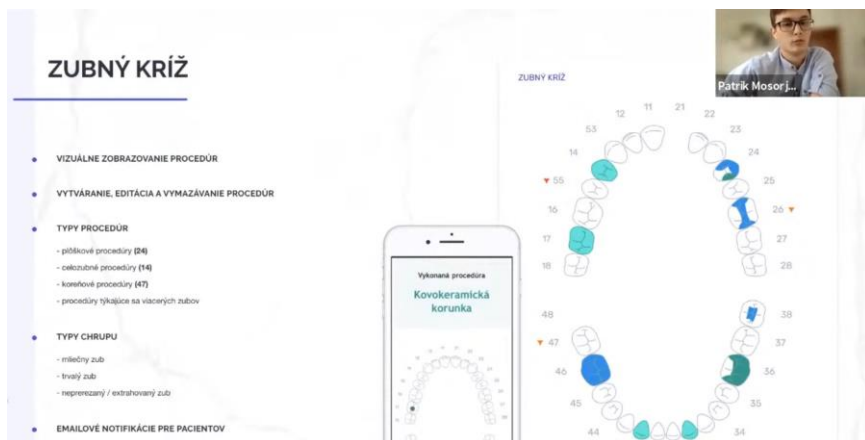 ZUBNÝ KRÍŽ
VIZUÁLNE ZOBRAZOVANIE PROCEDÚR
VYTVÁRANIE, EDITÁCIA A VYMAZÁVANIE PROCEDÚR
TYPY PROCEDÚR
- plôškové procedúry (24)
- celozubné procedúry (14)
- koreňové procedúry (47)
- procedúry týkajúce sa viacerých zubov
TYPY CHRUPU
- mliečny zub
- trvalý zub
- neprerezaný / extrahovaný zub
EMAILOVÉ NOTIFIKÁCIE PRE PACIENTOV
Vykonaná procedúra
Kovokeramická
korunka
ZUBNÝ KRÍŽ
Patrik Mosorj...
12 11 21 22
53 23
14 24
55 25
16 26
17 27
18 28
48 38
47 37
46 36
45 35
44 34